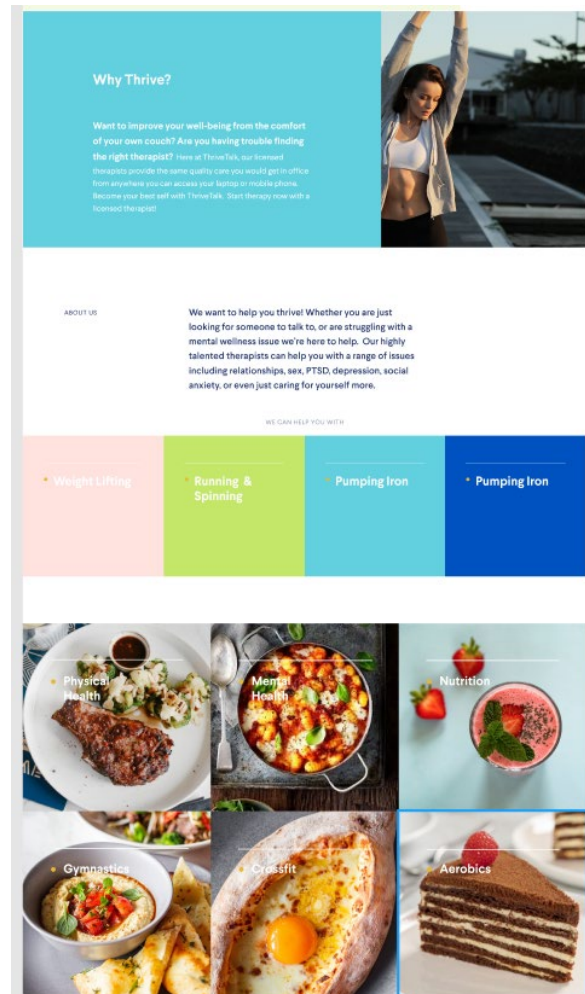 Why Thrive?
Want to improve your well-being from the comfort
of your own couch? Are you having trouble finding
the right therapist? Here at ThriveTalk, our licensed
therapists provide the same quality care you would get in office
from anywhere you can access your laptop or mobile phone.
Become your best self with ThriveTalk. Start therapy now with a
licensed therapist!
ABOUT US
We want to help you thrive! Whether you are just
looking for someone to talk to, or are struggling with a
mental wellness issue we're here to help. Our highly
talented therapists can help you with a range of issues
including relationships, sex, PTSD, depression, social
anxiety, or even just caring for yourself more.
WE CAN HELP YOU WITH
Weight Lifting
Running &
Spinning
Pumping Iron
Pumping Iron
Physical
Health
Mental
Health
Nutrition
Gymnastics
Crossfit
Aerobics